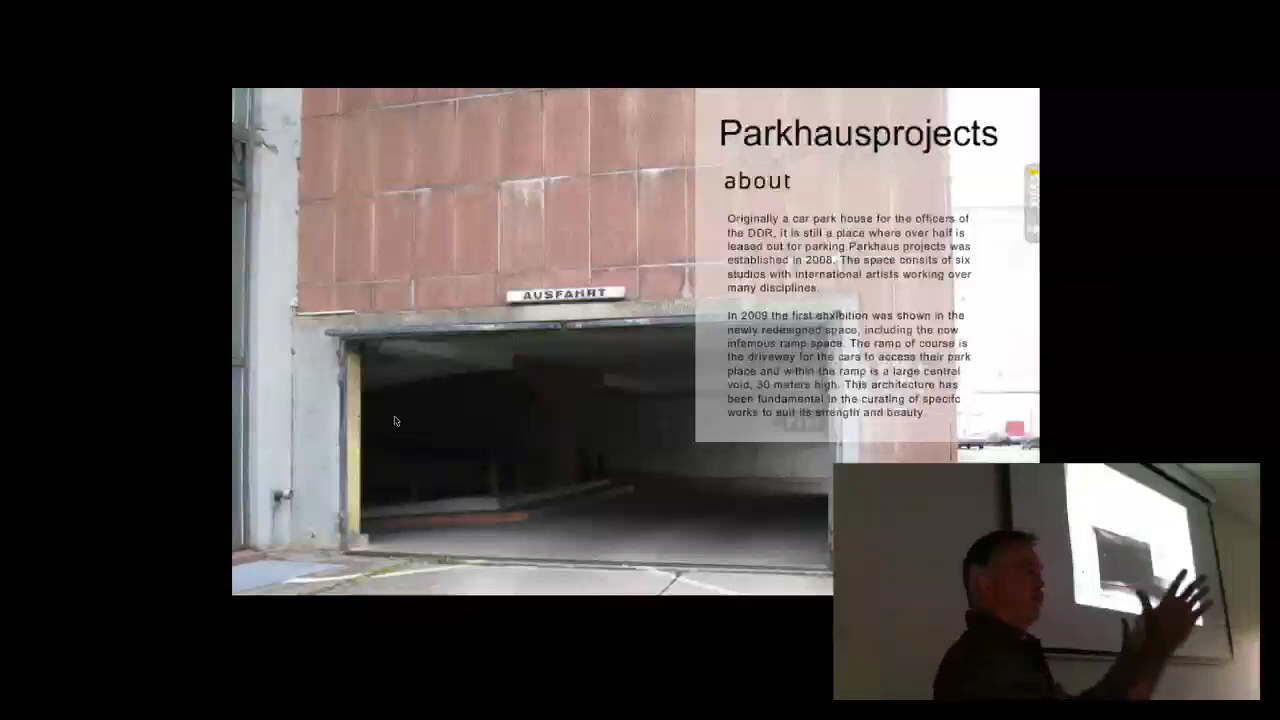 Parkhausprojects
about
Originally a car park house for the officers of
the DDR, it is still a place where over half is
leased out for parking.Parkhaus projects was
established in 2008. The space consits of six
studios with international artists working over
many disciplines.
In 2009 the first ehxibition was shown in the
newly redesigned space, including the now
infamous ramp space. The ramp of course is
the driveway for the cars to access their park
place and within the ramp is a large central
void, 30 meters high. This architecture has
been fundamental in the curating of specifc
works to suit its strength and beauty.
AUSFAHRT